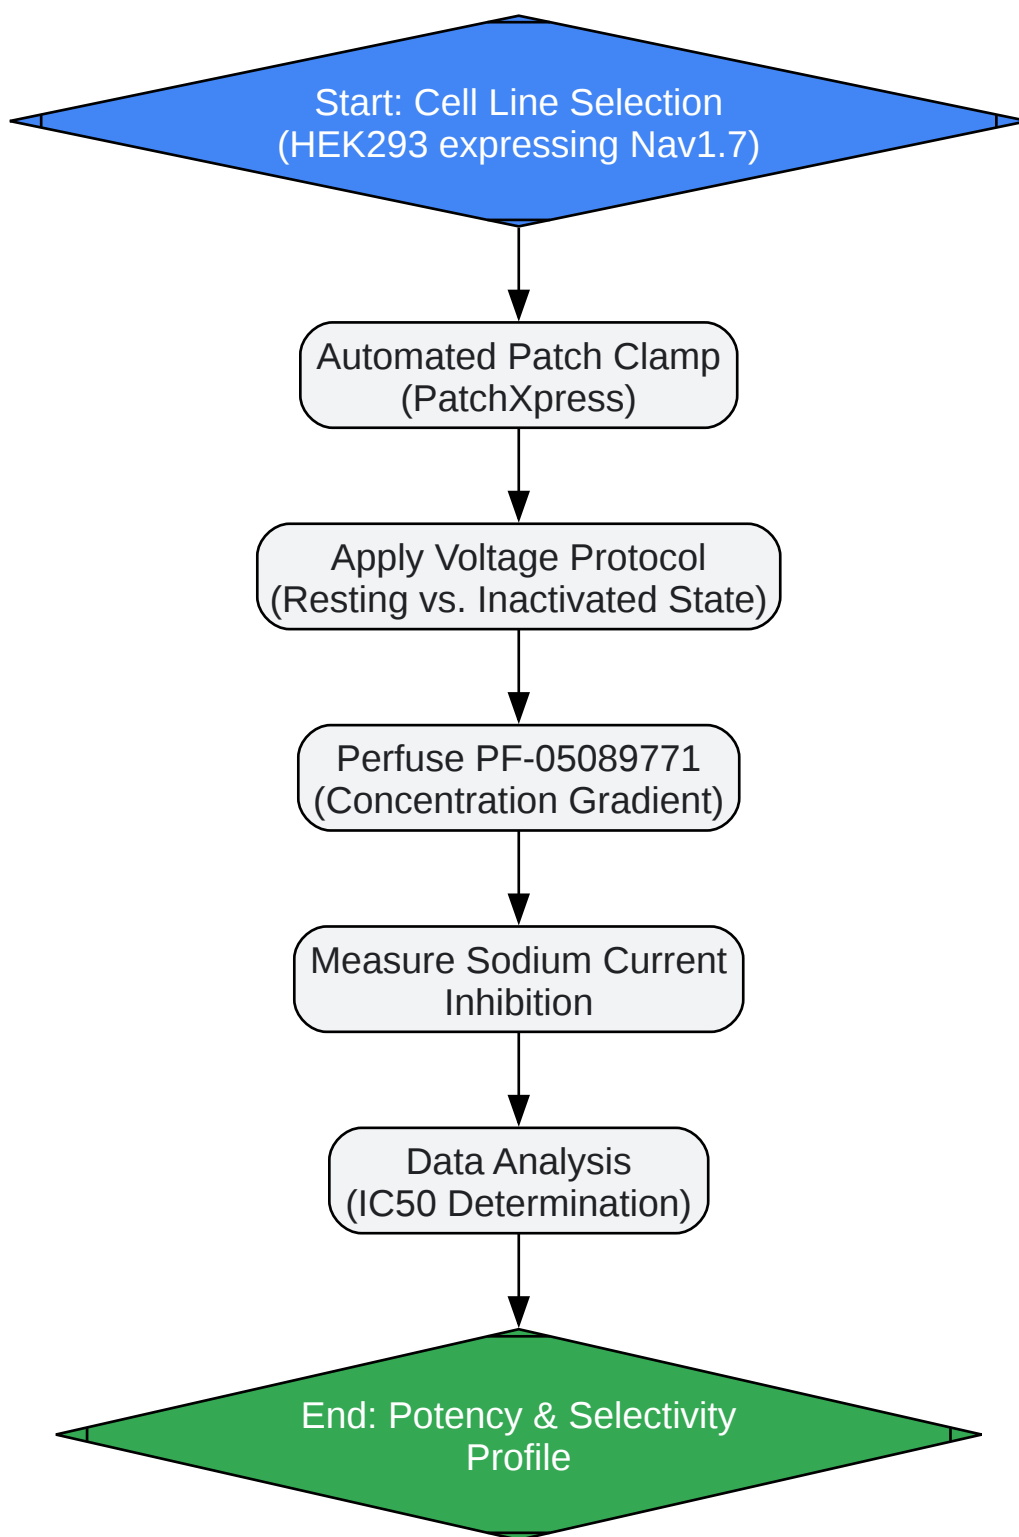 Start: Cell Line Selection
(HEK293 expressing Nav1.7)
Automated Patch Clamp
(PatchXpress)
Apply Voltage Protocol
(Resting vs. Inactivated State)
Perfuse PF-05089771
(Concentration Gradient)
Measure Sodium Current
Inhibition
Data Analysis
(IC50 Determination)
End: Potency & Selectivity
Profile